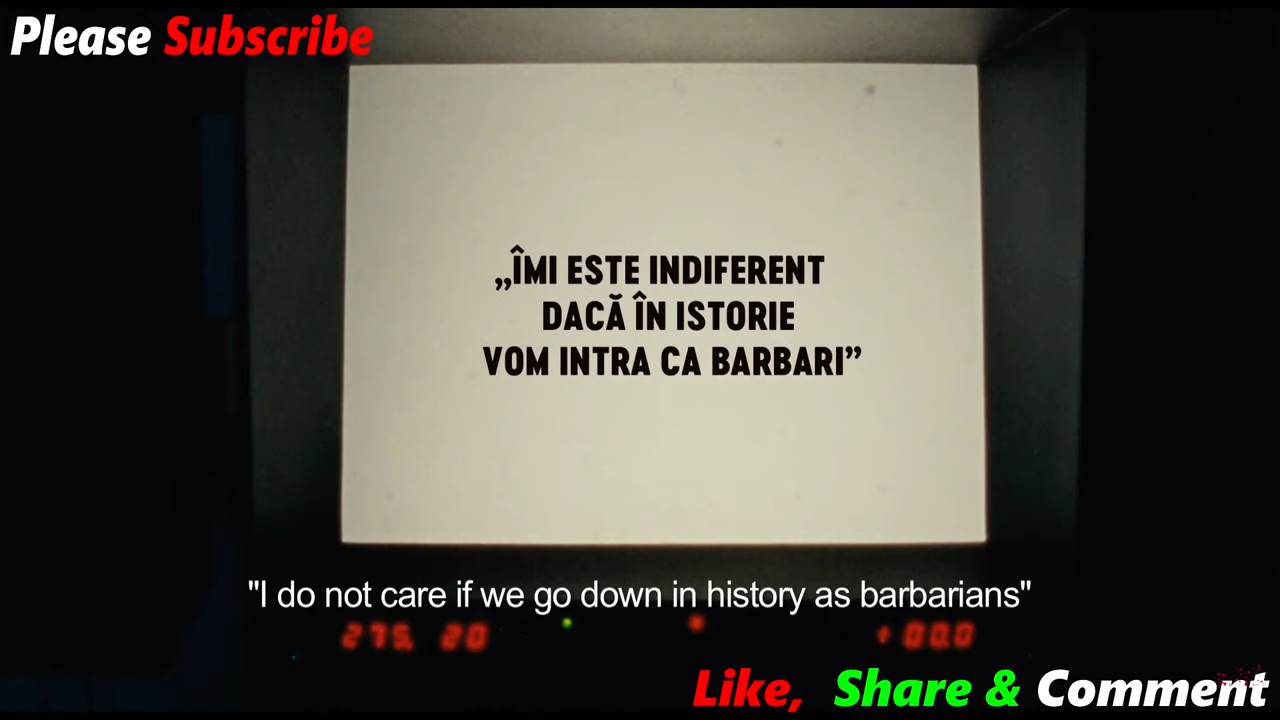 Please Subscribe
„ÎMI ESTE INDIFERENT
DACĂ ÎN ISTORIE
VOM INTRA CA BARBARI”
"I do not care if we go down in history as barbarians"
275. 20
+ 00.0
Like, Share & Comment